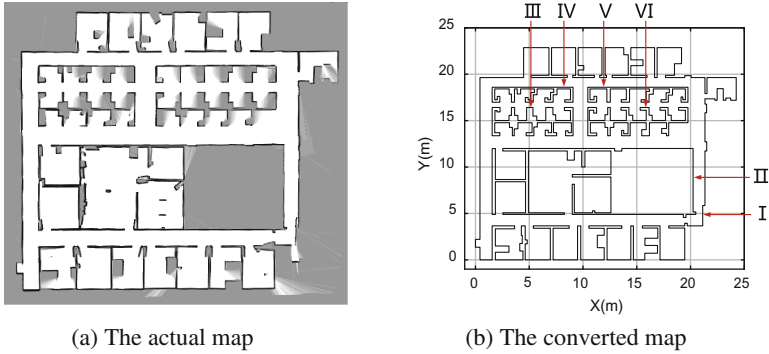 III IV V VI
25
20
15
10
5
0
Y(m)
II
I
0 5 10 15 20 25
X(m)
(a) The actual map
(b) The converted map